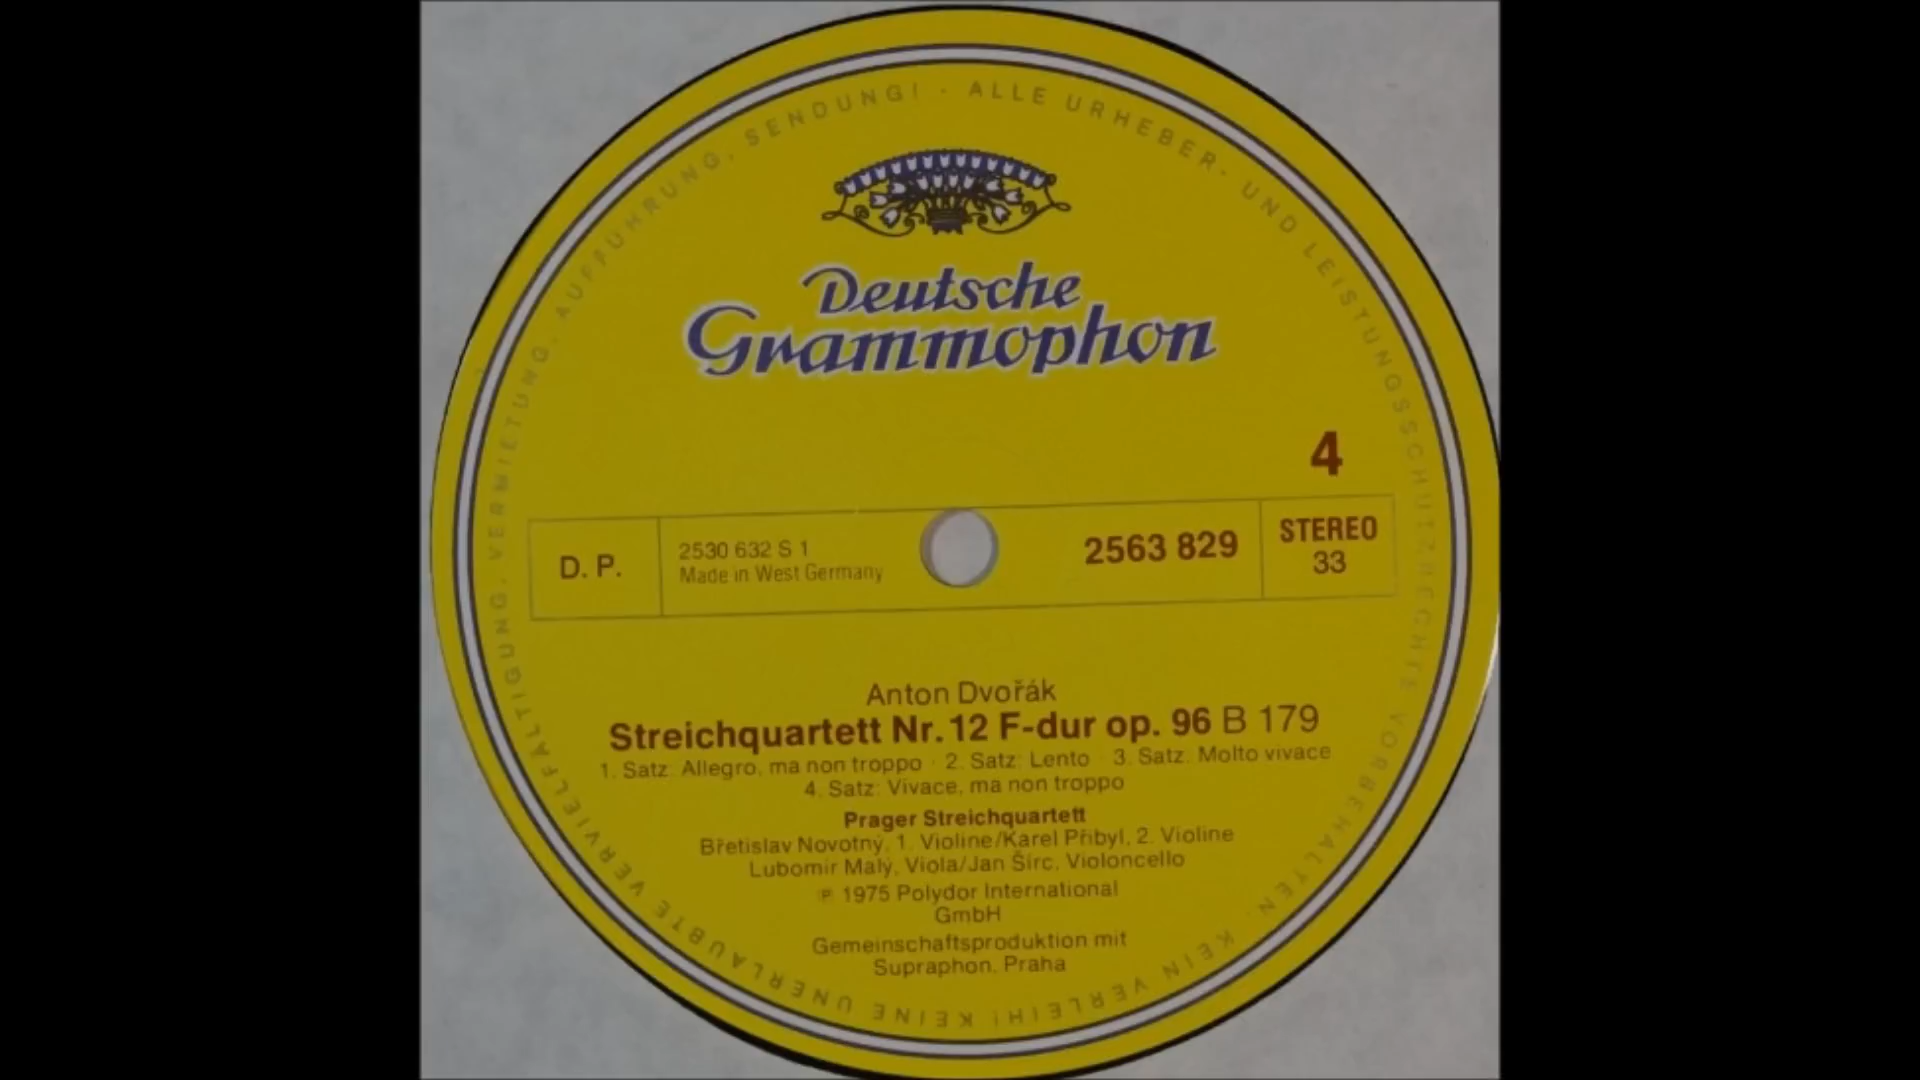 ALLE URHEBER- UND LEISTUNGSSCHUTZRECHTE VORBEHALTEN · KEIN VERLEIH! KEINE UNERLAUBTE VERVIELFÄLTIGUNG, VERMIETUNG, AUFFÜHRUNG, SENDUNG! ·
Deutsche
Grammophon
4
D. P.
2530 632 S 1
Made in West Germany
2563 829
STEREO
33
Anton Dvořák
Streichquartett Nr. 12 F-dur op. 96 B 179
1. Satz: Allegro, ma non troppo · 2. Satz: Lento 3. Satz: Molto vivace
4. Satz: Vivace, ma non troppo
Prager Streichquartett
Břetislav Novotný, 1. Violine/Karel Přibyl, 2. Violine
Lubomír Malý, Viola/Jan Šírc, Violoncello
℗ 1975 Polydor International
GmbH
Gemeinschaftsproduktion mit
Supraphon, Praha